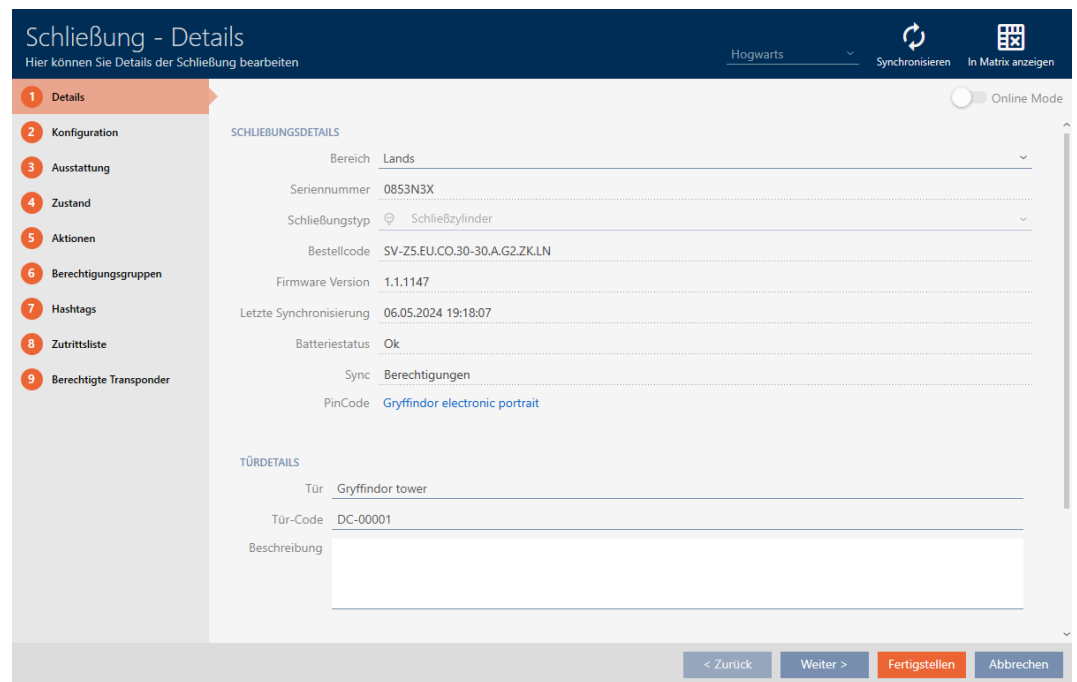 Schließung - Details
Hier können Sie Details der Schließung bearbeiten
Hogwarts
Synchronisieren
In Matrix anzeigen
1 Details
2 Konfiguration
3 Ausstattung
4 Zustand
5 Aktionen
6 Berechtigungsgruppen
7 Hashtags
8 Zutrittsliste
9 Berechtigte Transponder
Online Mode
SCHLIEßUNGSDETAILS
Bereich Lands
Seriennummer 0853N3X
Schließungstyp Schließzylinder
Bestellcode SV-Z5.EU.CO.30-30.A.G2.ZK.LN
Firmware Version 1.1.1147
Letzte Synchronisierung 06.05.2024 19:18:07
Batteriestatus Ok
Sync Berechtigungen
PinCode Gryffindor electronic portrait
TÜRDETAILS
Tür Gryffindor tower
Tür-Code DC-00001
Beschreibung
< Zurück Weiter > Fertigstellen Abbrechen